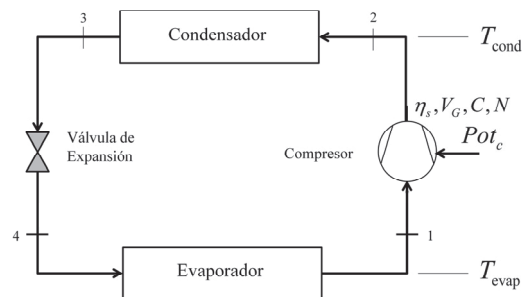 3
Condensador
2
T_cond
η_s, V_G, C, N
Pot_c
Válvula de
Expansión
Compresor
4
1
Evaporador
T_evap